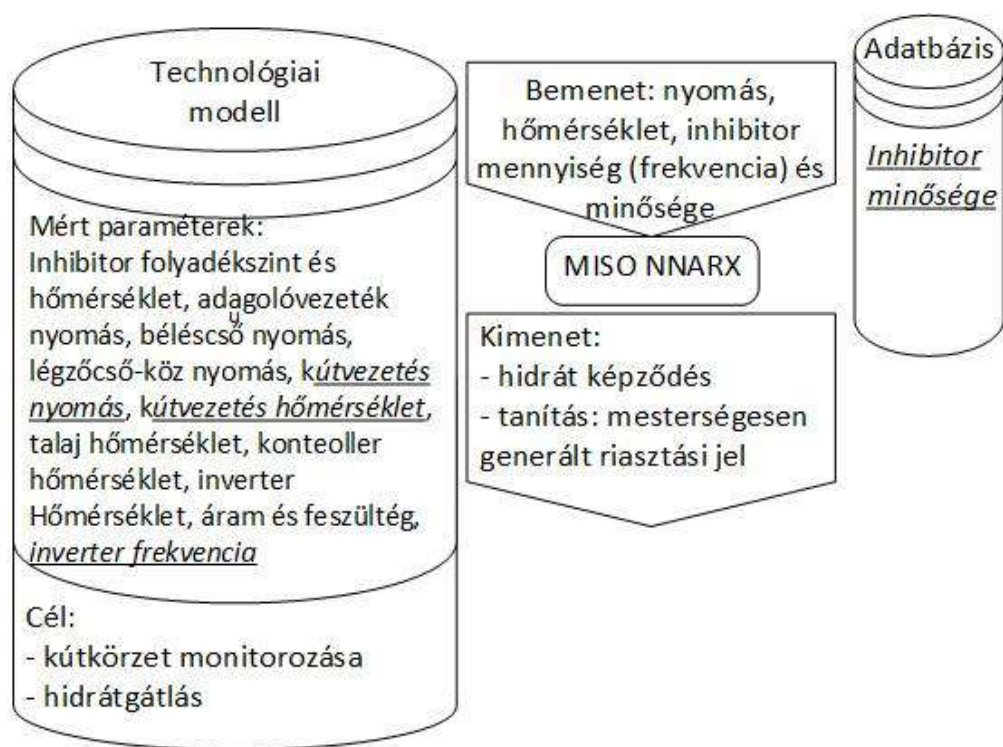 Technológiai
modell
Mért paraméterek:
Inhibitor folyadékszint és
hőmérséklet, adagolóvezeték
nyomás, béléscső nyomás,
y
légzőcső-köz nyomás, kútvezetés
nyomás, kútvezetés hőmérséklet,
talaj hőmérséklet, konteoller
hőmérséklet, inverter
Hőmérséklet, áram és feszültég,
inverter frekvencia
Cél:
- kútkörzet monitorozása
- hidrátgátlás
Bemenet: nyomás,
hőmérséklet, inhibitor
mennyiség (frekvencia) és
minősége
MISO NNARX
Kimenet:
- hidrát képződés
- tanítás: mesterségesen
generált riasztási jel
Adatbázis
Inhibitor
minősége